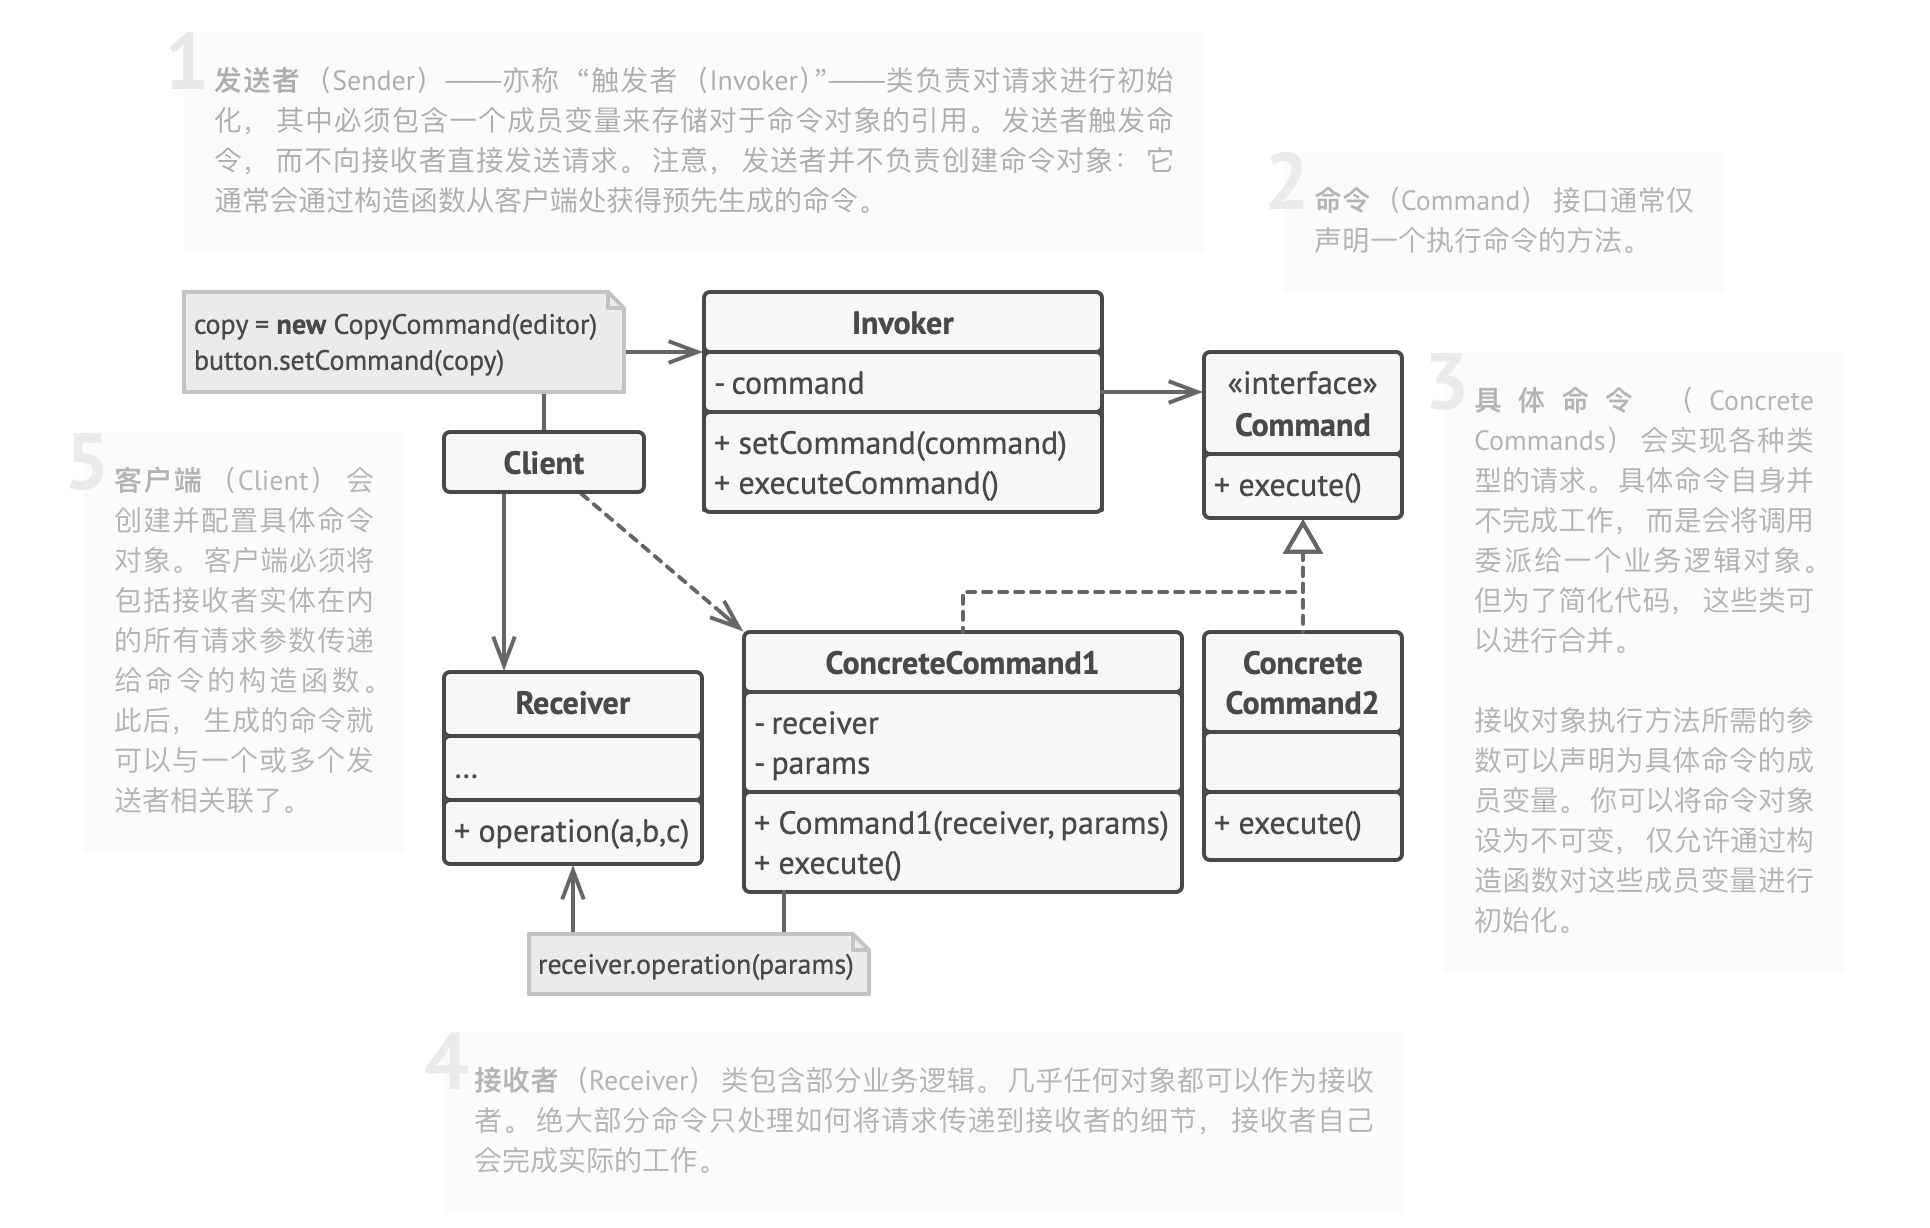 1
发送者（Sender）——亦称“触发者（Invoker）”——类负责对请求进行初始
化， 其中必须包含一个成员变量来存储对于命令对象的引用。 发送者触发命
令， 而不向接收者直接发送请求。 注意， 发送者并不负责创建命令对象： 它
通常会通过构造函数从客户端处获得预先生成的命令。
2
命令（Command） 接口通常仅
声明一个执行命令的方法。
copy = new CopyCommand(editor)
button.setCommand(copy)
Invoker
- command
+ setCommand(command)
+ executeCommand()
«interface»
Command
+ execute()
3
具体命令 （Concrete
Commands） 会实现各种类
型的请求。 具体命令自身并
不完成工作， 而是会将调用
委派给一个业务逻辑对象。
但为了简化代码， 这些类可
以进行合并。
接收对象执行方法所需的参
数可以声明为具体命令的成
员变量。 你可以将命令对象
设为不可变， 仅允许通过构
造函数对这些成员变量进行
初始化。
Client
5
客户端（Client） 会
创建并配置具体命令
对象。 客户端必须将
包括接收者实体在内
的所有请求参数传递
给命令的构造函数。
此后， 生成的命令就
可以与一个或多个发
送者相关联了。
Receiver
...
+ operation(a,b,c)
ConcreteCommand1
- receiver
- params
+ Command1(receiver, params)
+ execute()
Concrete
Command2
+ execute()
receiver.operation(params)
4
接收者（Receiver） 类包含部分业务逻辑。 几乎任何对象都可以作为接收
者。 绝大部分命令只处理如何将请求传递到接收者的细节， 接收者自己
会完成实际的工作。